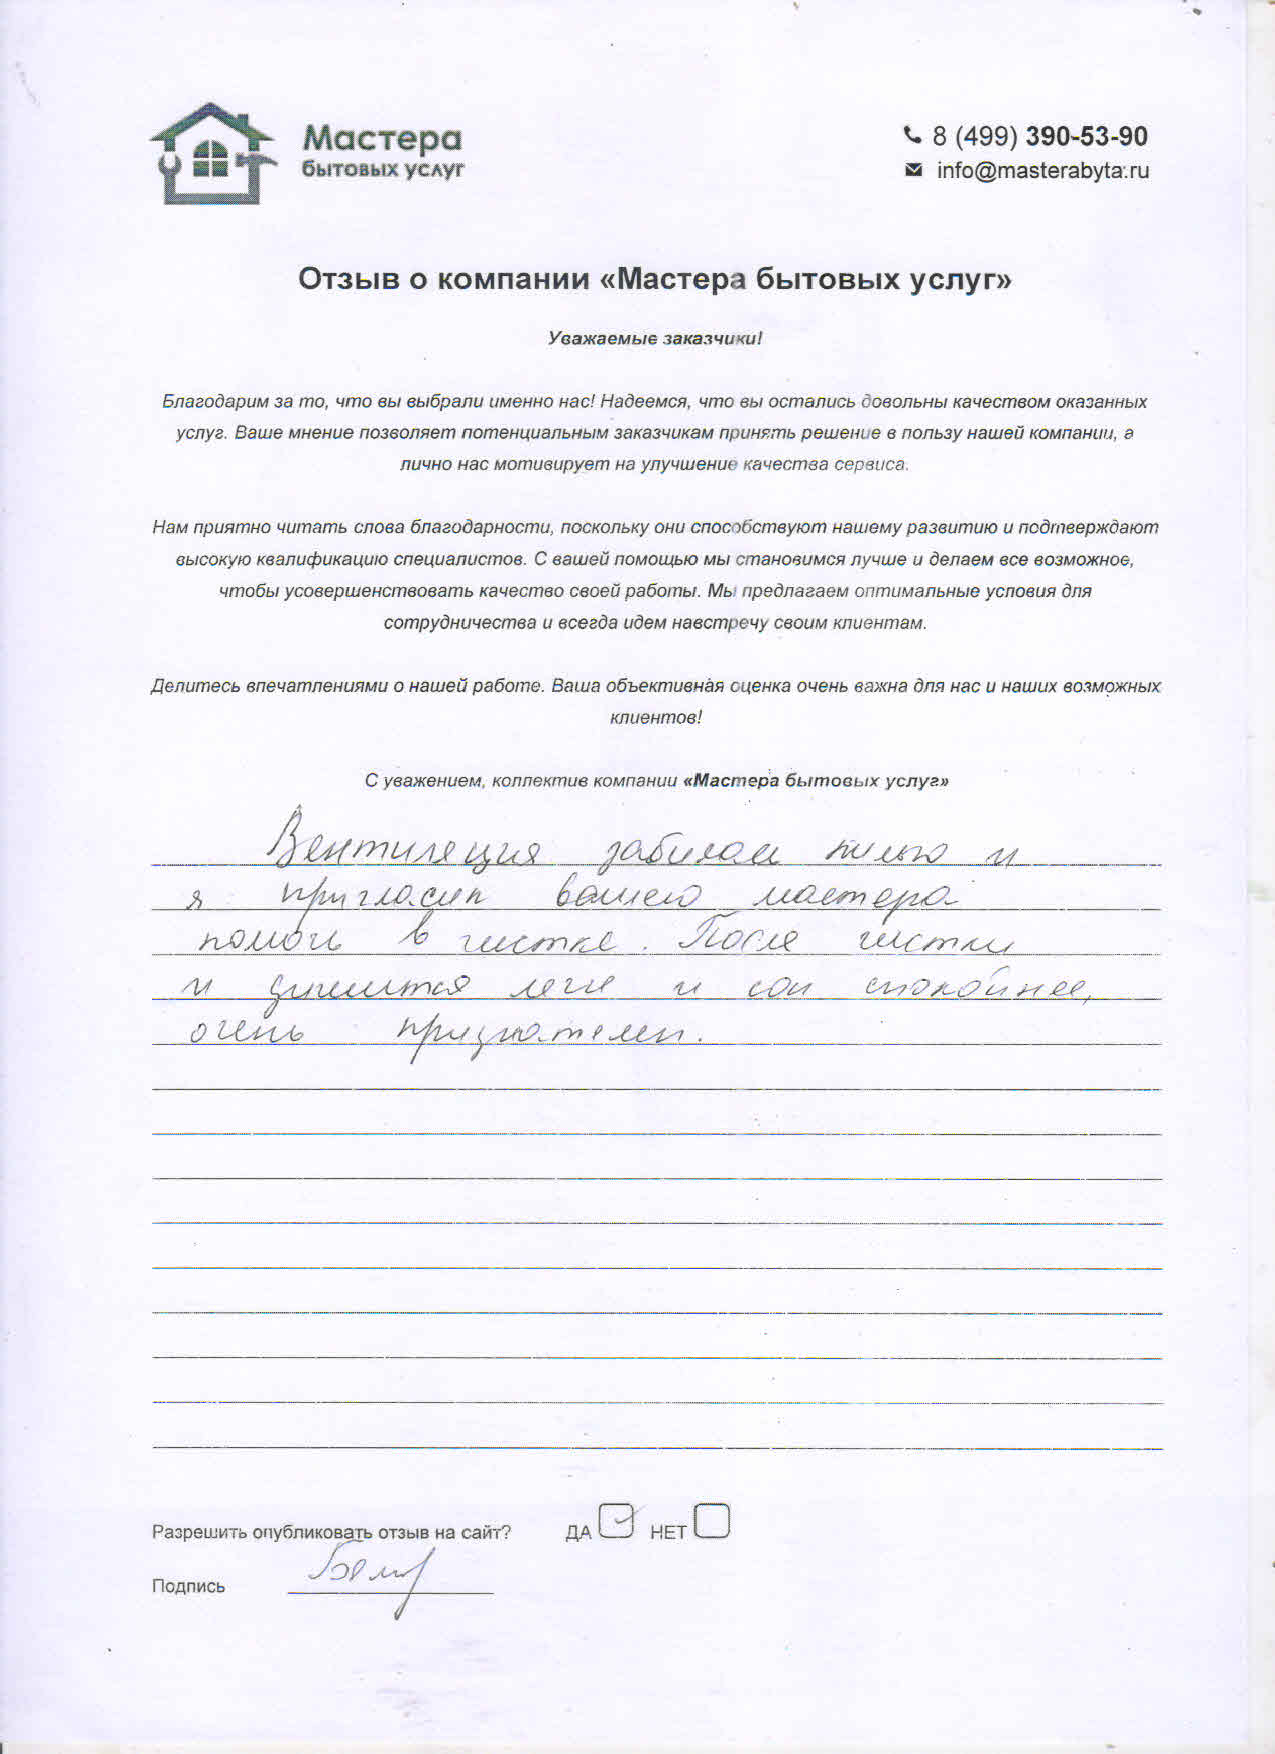 Мастера
бытовых услуг
8 (499) 390-53-90
info@masterabyta.ru
Отзыв о компании «Мастера бытовых услуг»
Уважаемые заказчики!
Благодарим за то, что вы выбрали именно нас! Надеемся, что вы остались довольны качеством оказанных
услуг. Ваше мнение позволяет потенциальным заказчикам принять решение в пользу нашей компании, а
лично нас мотивирует на улучшение качества сервиса.
Нам приятно читать слова благодарности, поскольку они способствуют нашему развитию и подтверждают
высокую квалификацию специалистов. С вашей помощью мы становимся лучше и делаем все возможное,
чтобы усовершенствовать качество своей работы. Мы предлагаем оптимальные условия для
сотрудничества и всегда идем навстречу своим клиентам.
Делитесь впечатлениями о нашей работе. Ваша объективная оценка очень важна для нас и наших возможных
клиентов!
С уважением, коллектив компании «Мастера бытовых услуг»
Вентиляция забилась пылью и
я пригласил вашего мастера
помочь в чистке. После чистки
и дышится легче и сон спокойнее,
очень признателен.
Разрешить опубликовать отзыв на сайт? ДА НЕТ
Подпись